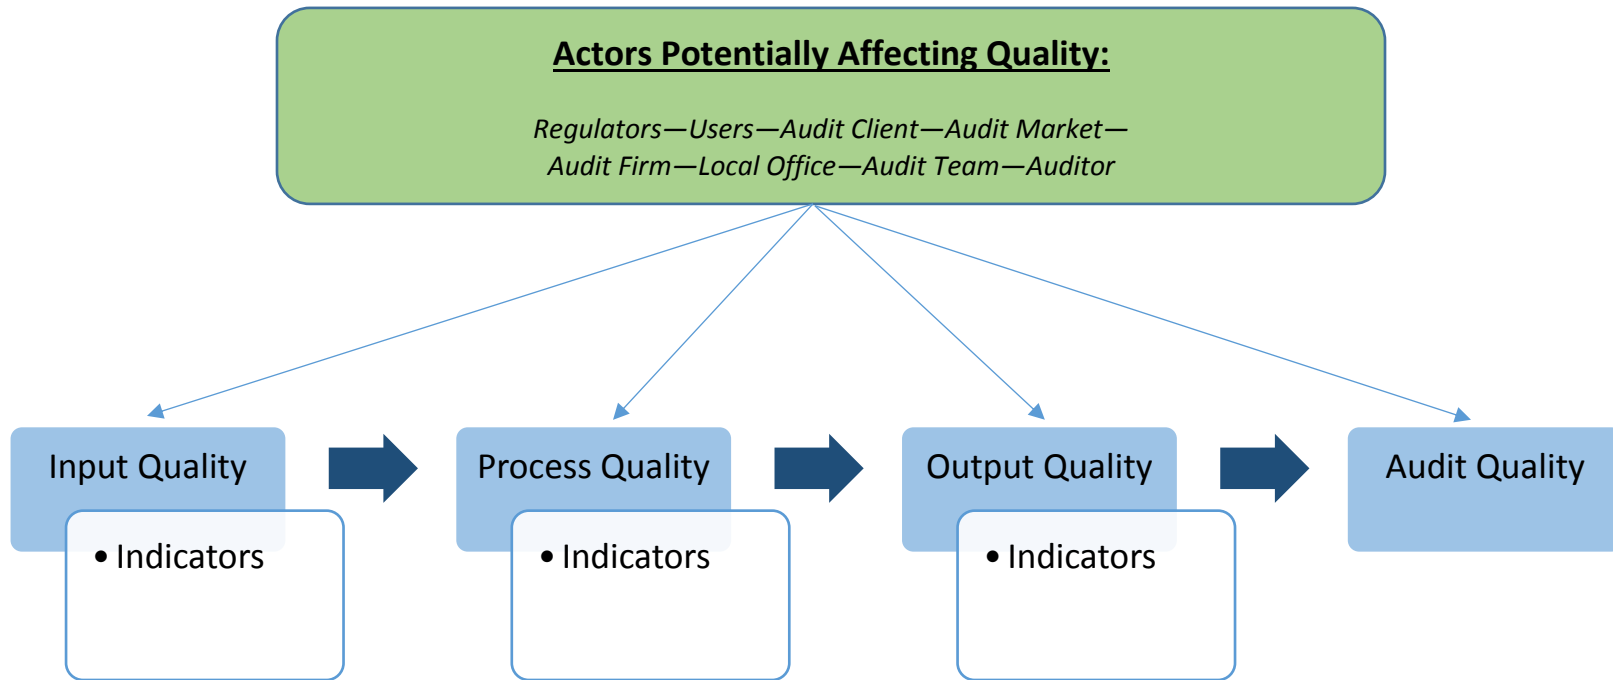 Actors Potentially Affecting Quality:
Regulators—Users—Audit Client—Audit Market—
Audit Firm—Local Office—Audit Team—Auditor
Input Quality
• Indicators
Process Quality
• Indicators
Output Quality
• Indicators
Audit Quality